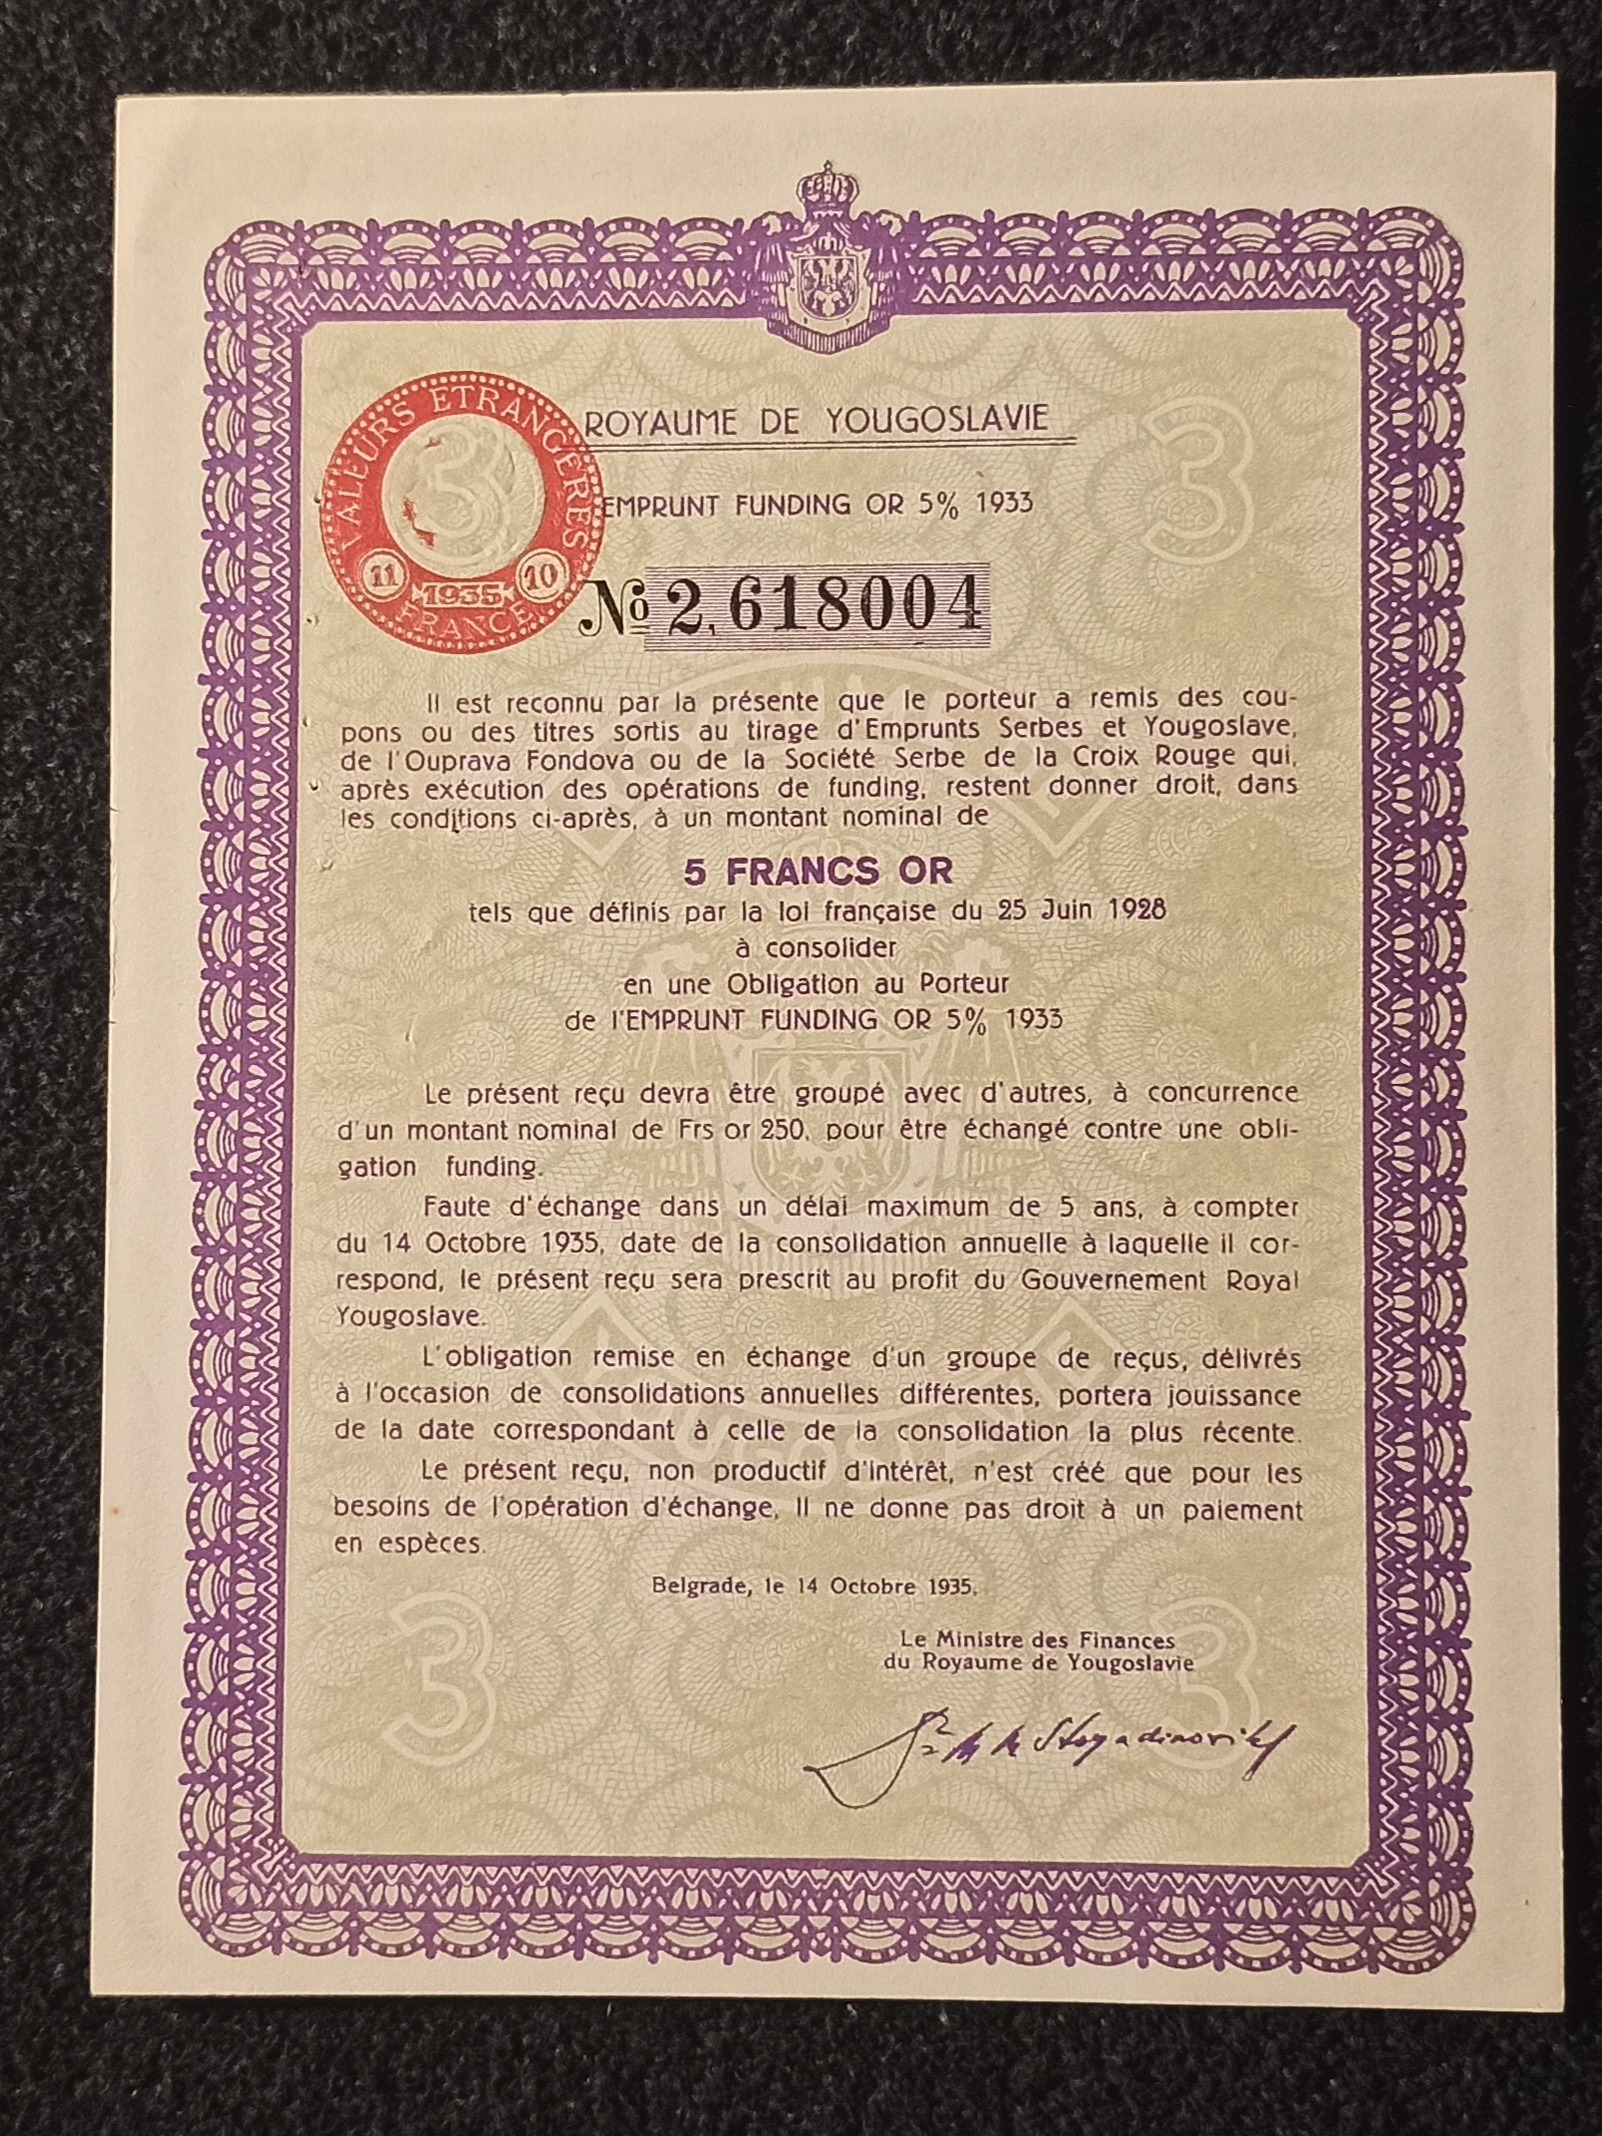 ROYAUME DE YOUGOSLAVIE
VALEURS ETRANGERES
3
11 1935 10
FRANCE
3
EMPRUNT FUNDING OR 5% 1933
Nº 2,618004
Il est reconnu par la présente que le porteur a remis des cou-
pons ou des titres sortis au tirage d'Emprunts Serbes et Yougoslave,
de l'Ouprava Fondova ou de la Société Serbe de la Croix Rouge qui,
après exécution des opérations de funding, restent donner droit, dans
les conditions ci-après, à un montant nominal de
5 FRANCS OR
tels que définis par la loi française du 25 Juin 1928
à consolider
en une Obligation au Porteur
de l'EMPRUNT FUNDING OR 5% 1933
Le présent reçu devra être groupé avec d'autres, à concurrence
d'un montant nominal de Frs or 250, pour être échangé contre une obli-
gation funding.
Faute d'échange dans un délai maximum de 5 ans, à compter
du 14 Octobre 1935, date de la consolidation annuelle à laquelle il cor-
respond, le présent reçu sera prescrit au profit du Gouvernement Royal
Yougoslave.
L'obligation remise en échange d'un groupe de reçus, délivrés
à l'occasion de consolidations annuelles différentes, portera jouissance
de la date correspondant à celle de la consolidation la plus récente.
Le présent reçu, non productif d'intérêt, n'est créé que pour les
besoins de l'opération d'échange, Il ne donne pas droit à un paiement
en espèces.
Belgrade, le 14 Octobre 1935.
Le Ministre des Finances
du Royaume de Yougoslavie
3
3
Stoyadinovitch